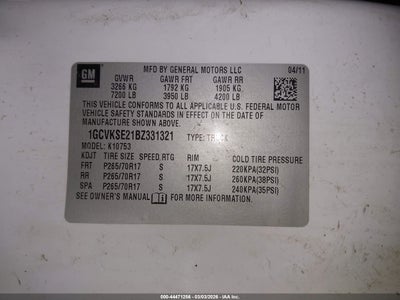 GM
MFD BY GENERAL MOTORS LLC 04/11
GVWR GAWR FRT GAWR RR
3266 KG 1792 KG 1905 KG
7200 LB 3950 LB 4200 LB
THIS VEHICLE CONFORMS TO ALL APPLICABLE U.S. FEDERAL MOTOR
VEHICLE SAFETY STANDARDS IN EFFECT ON THE DATE OF
MANUFACTURE SHOWN ABOVE.
1GCVKSE21BZ331321 TYPE: TRUCK
MODEL: K10753
KDJT TIRE SIZE SPEED RTG RIM COLD TIRE PRESSURE
FRT P265/70R17 S 17X7.5J 220KPA(32PSI)
RR P265/70R17 S 17X7.5J 260KPA(38PSI)
SPA P265/70R17 S 17X7.5J 240KPA(35PSI)
SEE OWNER'S MANUAL FOR MORE INFORMATION.
000-44471258 - 03/03/2026 - IAA Inc.